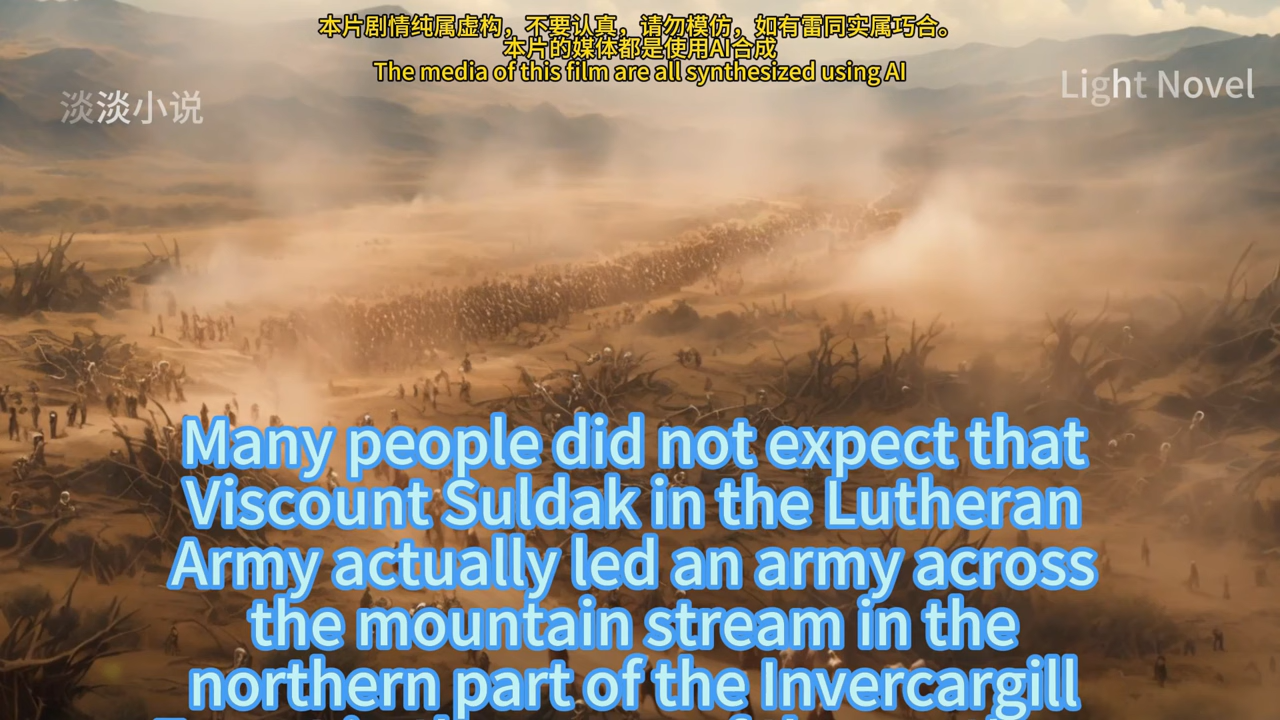 本片剧情纯属虚构，不要认真，请勿模仿，如有雷同实属巧合。
本片的媒体都是使用AI合成
The media of this film are all synthesized using AI
淡淡小说
Light Novel
Many people did not expect that
Viscount Suldak in the Lutheran
Army actually led an army across
the mountain stream in the
northern part of the Invercargill